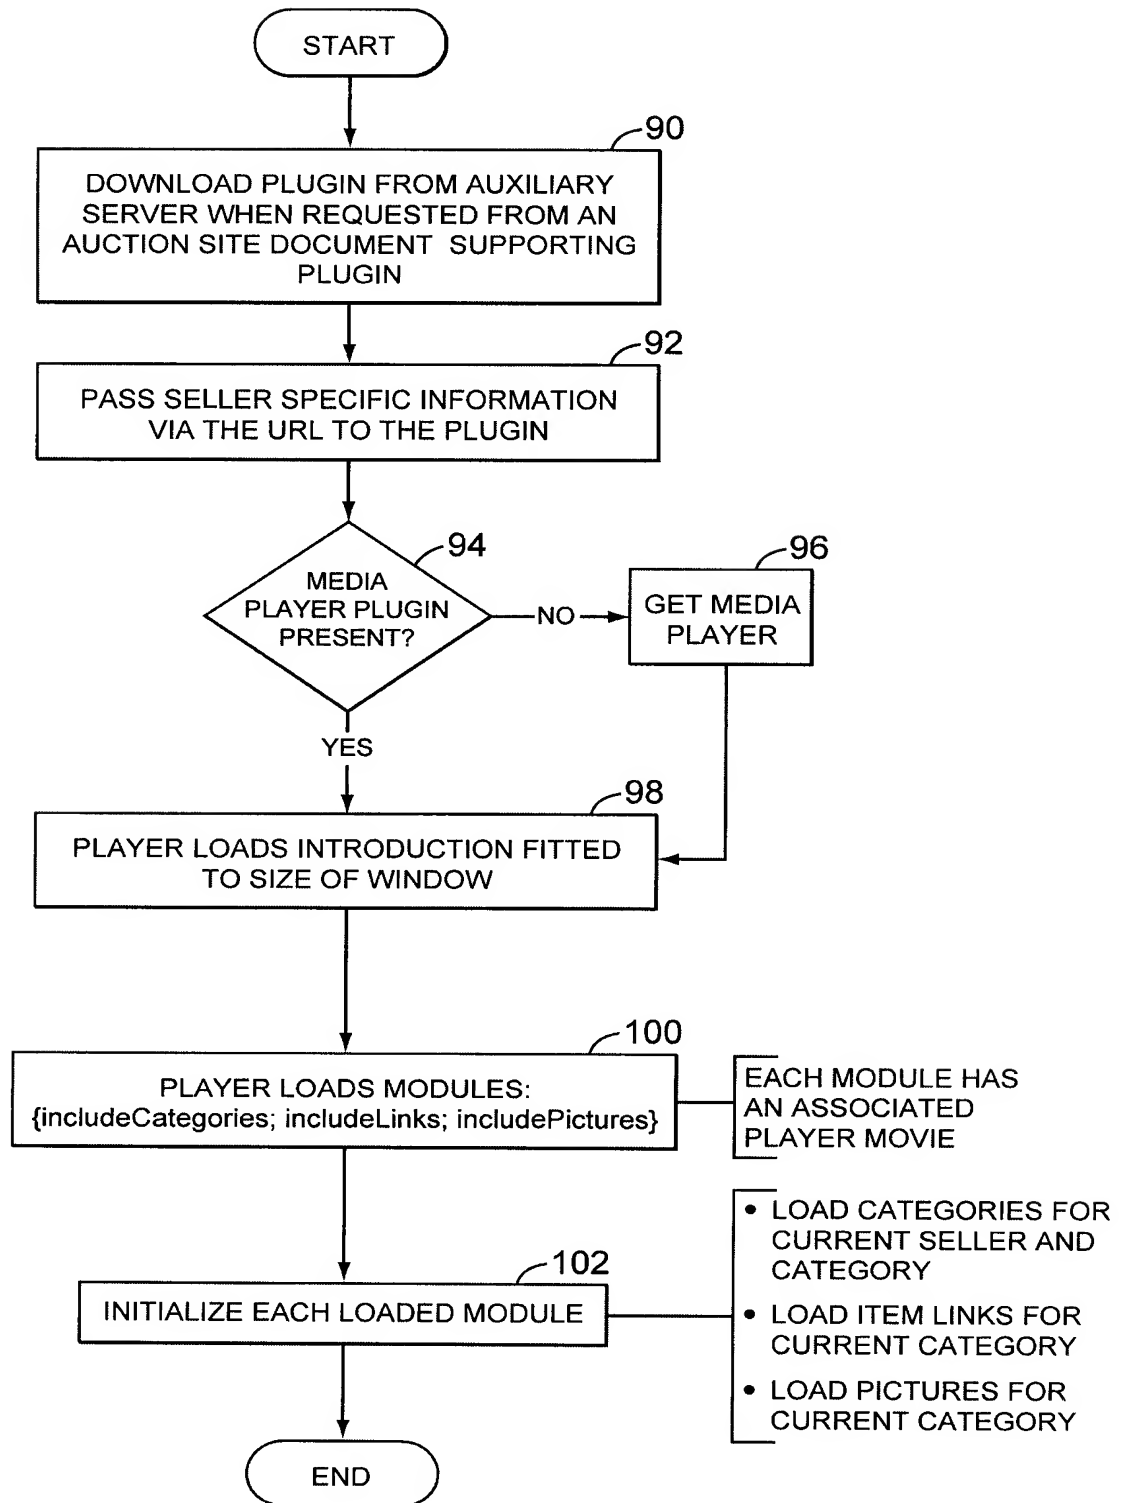 START
90
DOWNLOAD PLUGIN FROM AUXILIARY
SERVER WHEN REQUESTED FROM AN
AUCTION SITE DOCUMENT SUPPORTING
PLUGIN
92
PASS SELLER SPECIFIC INFORMATION
VIA THE URL TO THE PLUGIN
94
MEDIA
PLAYER PLUGIN
PRESENT?
NO
96
GET MEDIA
PLAYER
YES
98
PLAYER LOADS INTRODUCTION FITTED
TO SIZE OF WINDOW
100
PLAYER LOADS MODULES:
{includeCategories; includeLinks; includePictures}
EACH MODULE HAS
AN ASSOCIATED
PLAYER MOVIE
102
INITIALIZE EACH LOADED MODULE
• LOAD CATEGORIES FOR
CURRENT SELLER AND
CATEGORY
• LOAD ITEM LINKS FOR
CURRENT CATEGORY
• LOAD PICTURES FOR
CURRENT CATEGORY
END